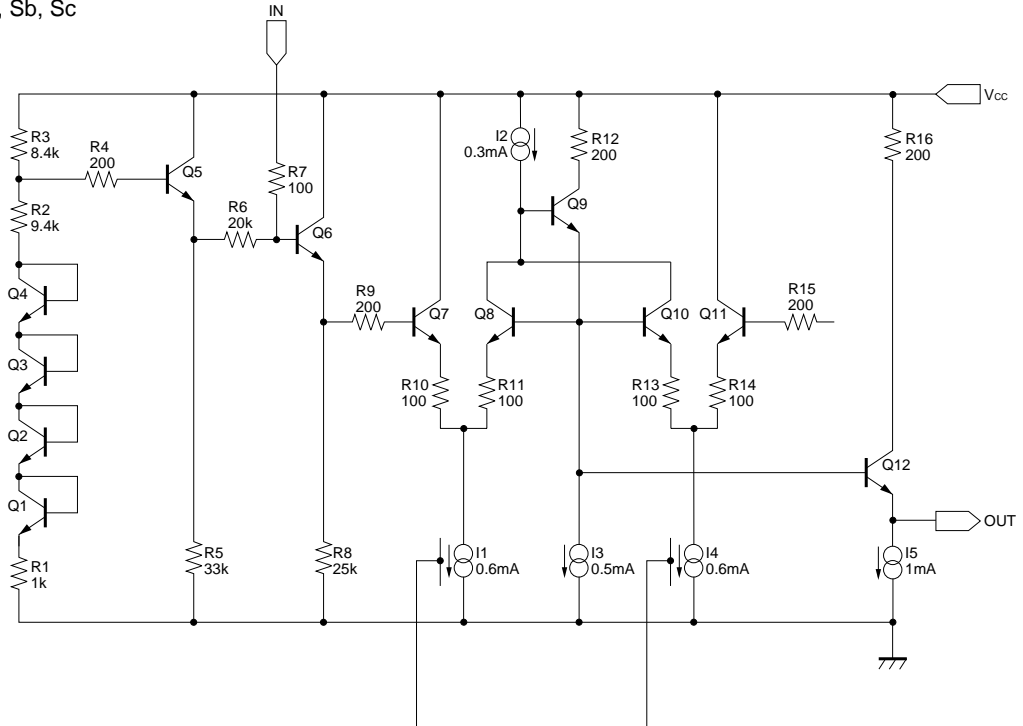 , Sb, Sc
IN
VCC
R3
8.4k
R4
200
Q5
R7
100
I2
0.3mA
R12
200
R16
200
R2
9.4k
R6
20k
Q6
Q9
Q4
R9
200
Q7
Q8
Q10
Q11
R15
200
Q3
R10
100
R11
100
R13
100
R14
100
Q2
Q12
Q1
OUT
R1
1k
R5
33k
R8
25k
I1
0.6mA
I3
0.5mA
I4
0.6mA
I5
1mA